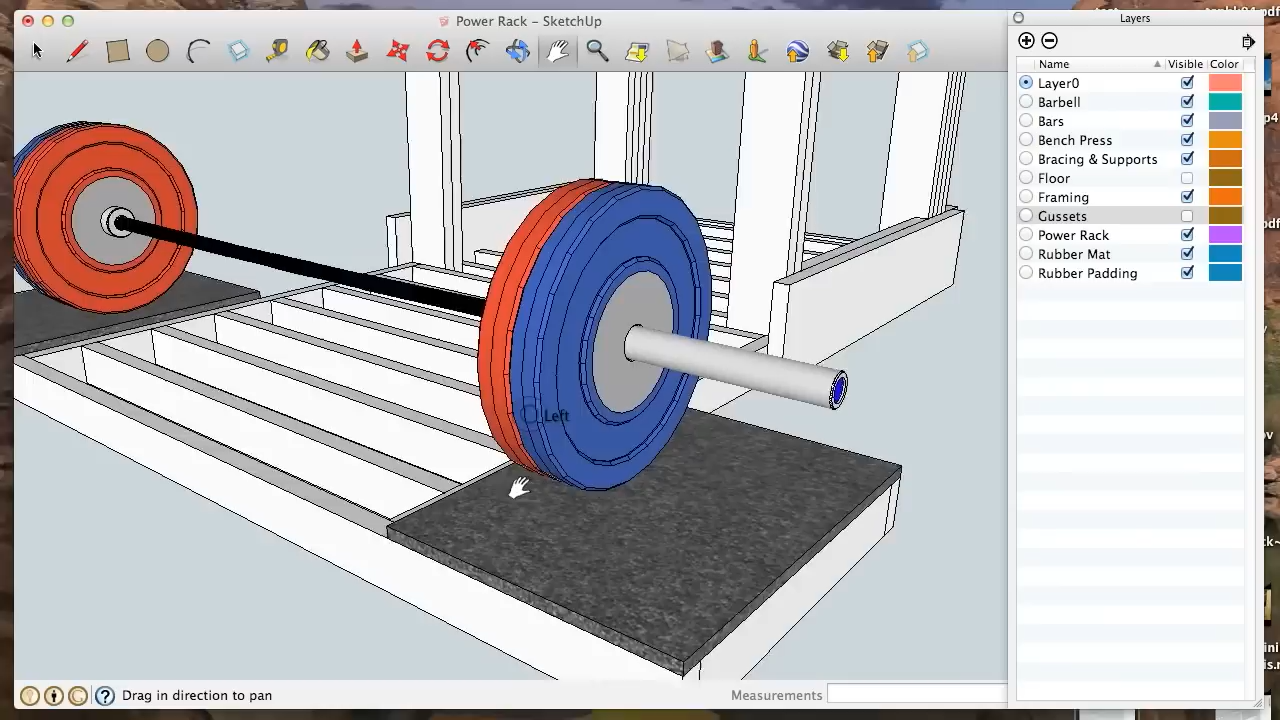 Power Rack - SketchUp
Layers
Name Visible Color
Layer0
Barbell
Bars
Bench Press
Bracing & Supports
Floor
Framing
Gussets
Power Rack
Rubber Mat
Rubber Padding
Left
Drag in direction to pan
Measurements